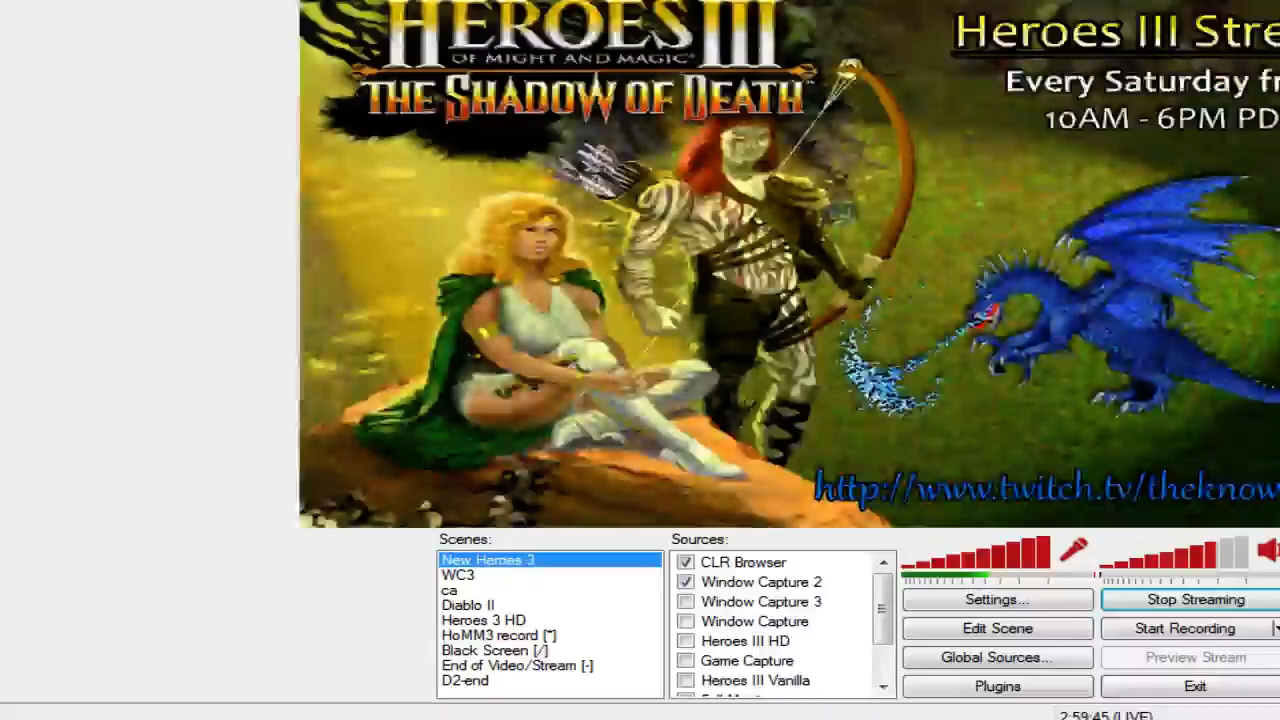 HEROES III
OF MIGHT AND MAGIC®
THE SHADOW OF DEATH™
Heroes III Stre
Every Saturday fr
10AM - 6PM PD
http://www.twitch.tv/theknow
Scenes:
New Heroes 3
WC3
ca
Diablo II
Heroes 3 HD
HoMM3 record [*]
Black Screen [/]
End of Video/Stream [-]
D2-end
Sources:
CLR Browser
Window Capture 2
Window Capture 3
Window Capture
Heroes III HD
Game Capture
Heroes III Vanilla
Settings...
Stop Streaming
Edit Scene
Start Recording
Global Sources...
Preview Stream
Plugins
Exit
2:59:45 (LIVE)